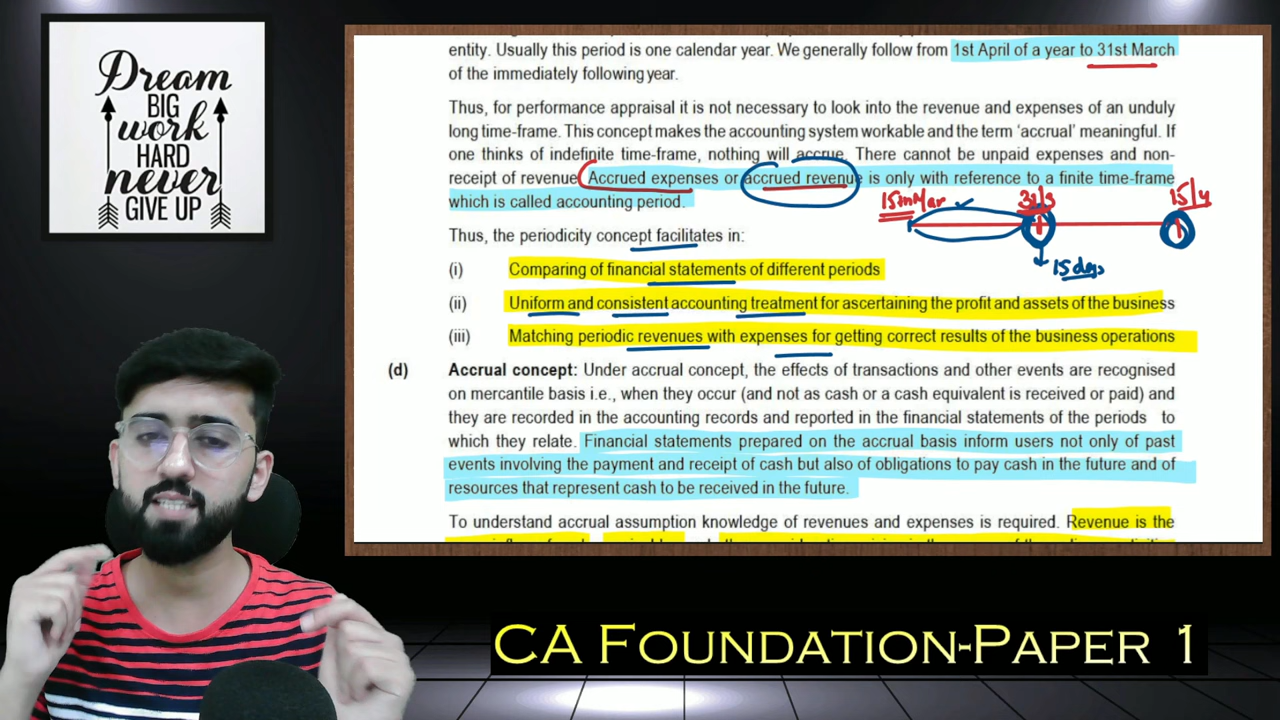 Dream
BIG
work
HARD
never
GIVE UP
entity. Usually this period is one calendar year. We generally follow from 1st April of a year to 31st March
of the immediately following year.
Thus, for performance appraisal it is not necessary to look into the revenue and expenses of an unduly
long time-frame. This concept makes the accounting system workable and the term ‘accrual’ meaningful. If
one thinks of indefinite time-frame, nothing will accrue. There cannot be unpaid expenses and non-
receipt of revenue. Accrued expenses or accrued revenue is only with reference to a finite time-frame
which is called accounting period.
31/3
15/4
Thus, the periodicity concept facilitates in:
15 days
(i) Comparing of financial statements of different periods
(ii) Uniform and consistent accounting treatment for ascertaining the profit and assets of the business
(iii) Matching periodic revenues with expenses for getting correct results of the business operations
(d) Accrual concept: Under accrual concept, the effects of transactions and other events are recognised
on mercantile basis i.e., when they occur (and not as cash or a cash equivalent is received or paid) and
they are recorded in the accounting records and reported in the financial statements of the periods to
which they relate. Financial statements prepared on the accrual basis inform users not only of past
events involving the payment and receipt of cash but also of obligations to pay cash in the future and of
resources that represent cash to be received in the future.
To understand accrual assumption knowledge of revenues and expenses is required. Revenue is the
CA Foundation-Paper 1